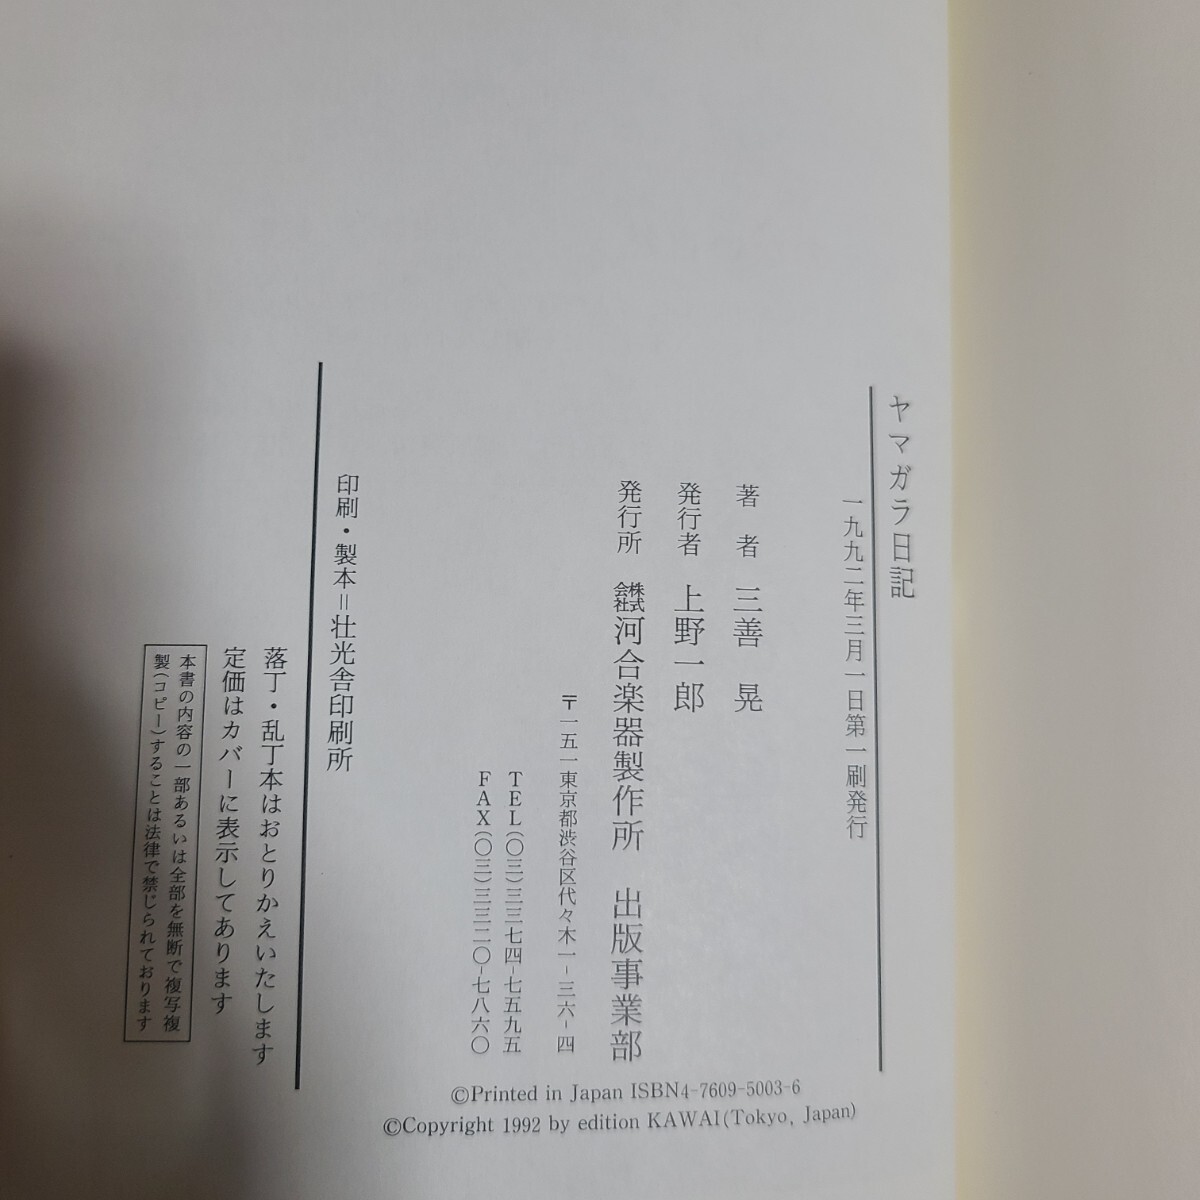 ヤマガラ日記
一九九二年三月一日第一刷発行
著者 三善 晃
発行者 上野一郎
発行所 株式会社河合楽器製作所 出版事業部
〒一五一東京都渋谷区代々木一-三六-四
TEL(〇三)三三七四-七五九五
FAX(〇三)三三二〇-七八六〇
印刷・製本=壮光舎印刷所
落丁・乱丁本はおとりかえいたします
定価はカバーに表示してあります
本書の内容の一部あるいは全部を無断で複写複
製(コピー)することは法律で禁じられております
©Printed in Japan ISBN4-7609-5003-6
©Copyright 1992 by edition KAWAI(Tokyo, Japan)